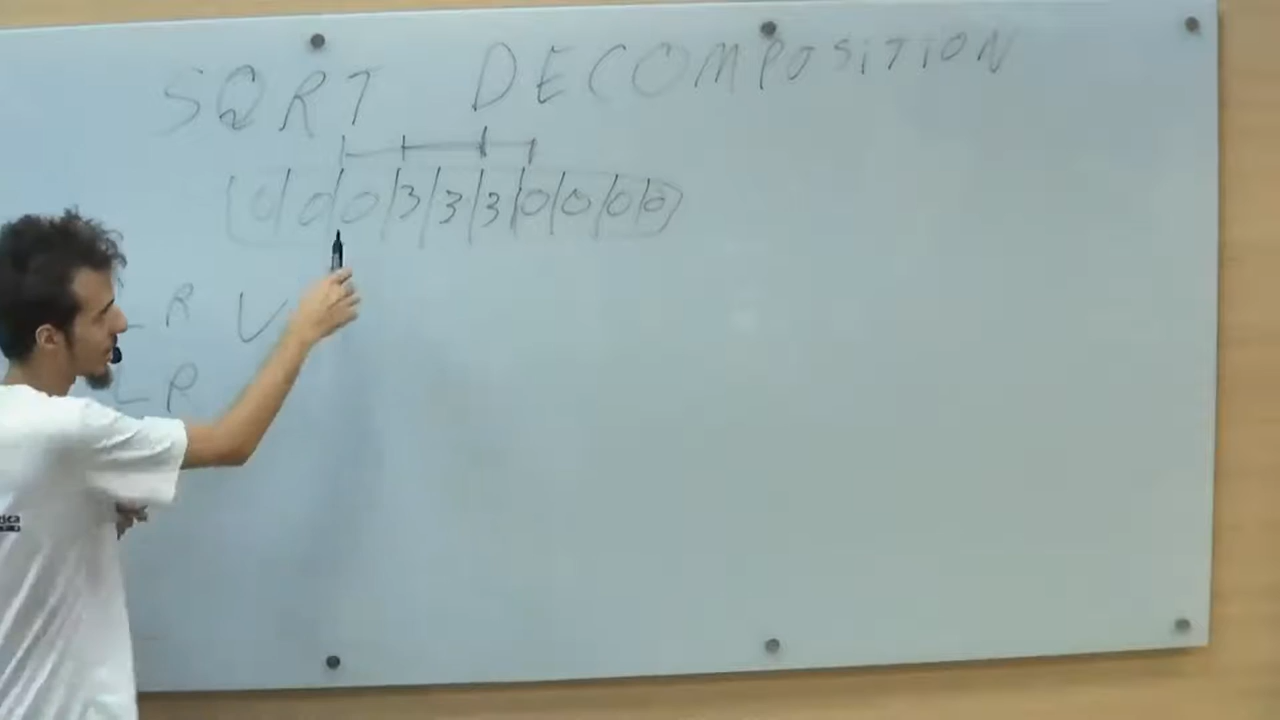 SQRT DECOMPOSITION
0 0 0 3 3 3 0 0 0 0
L R V
L R